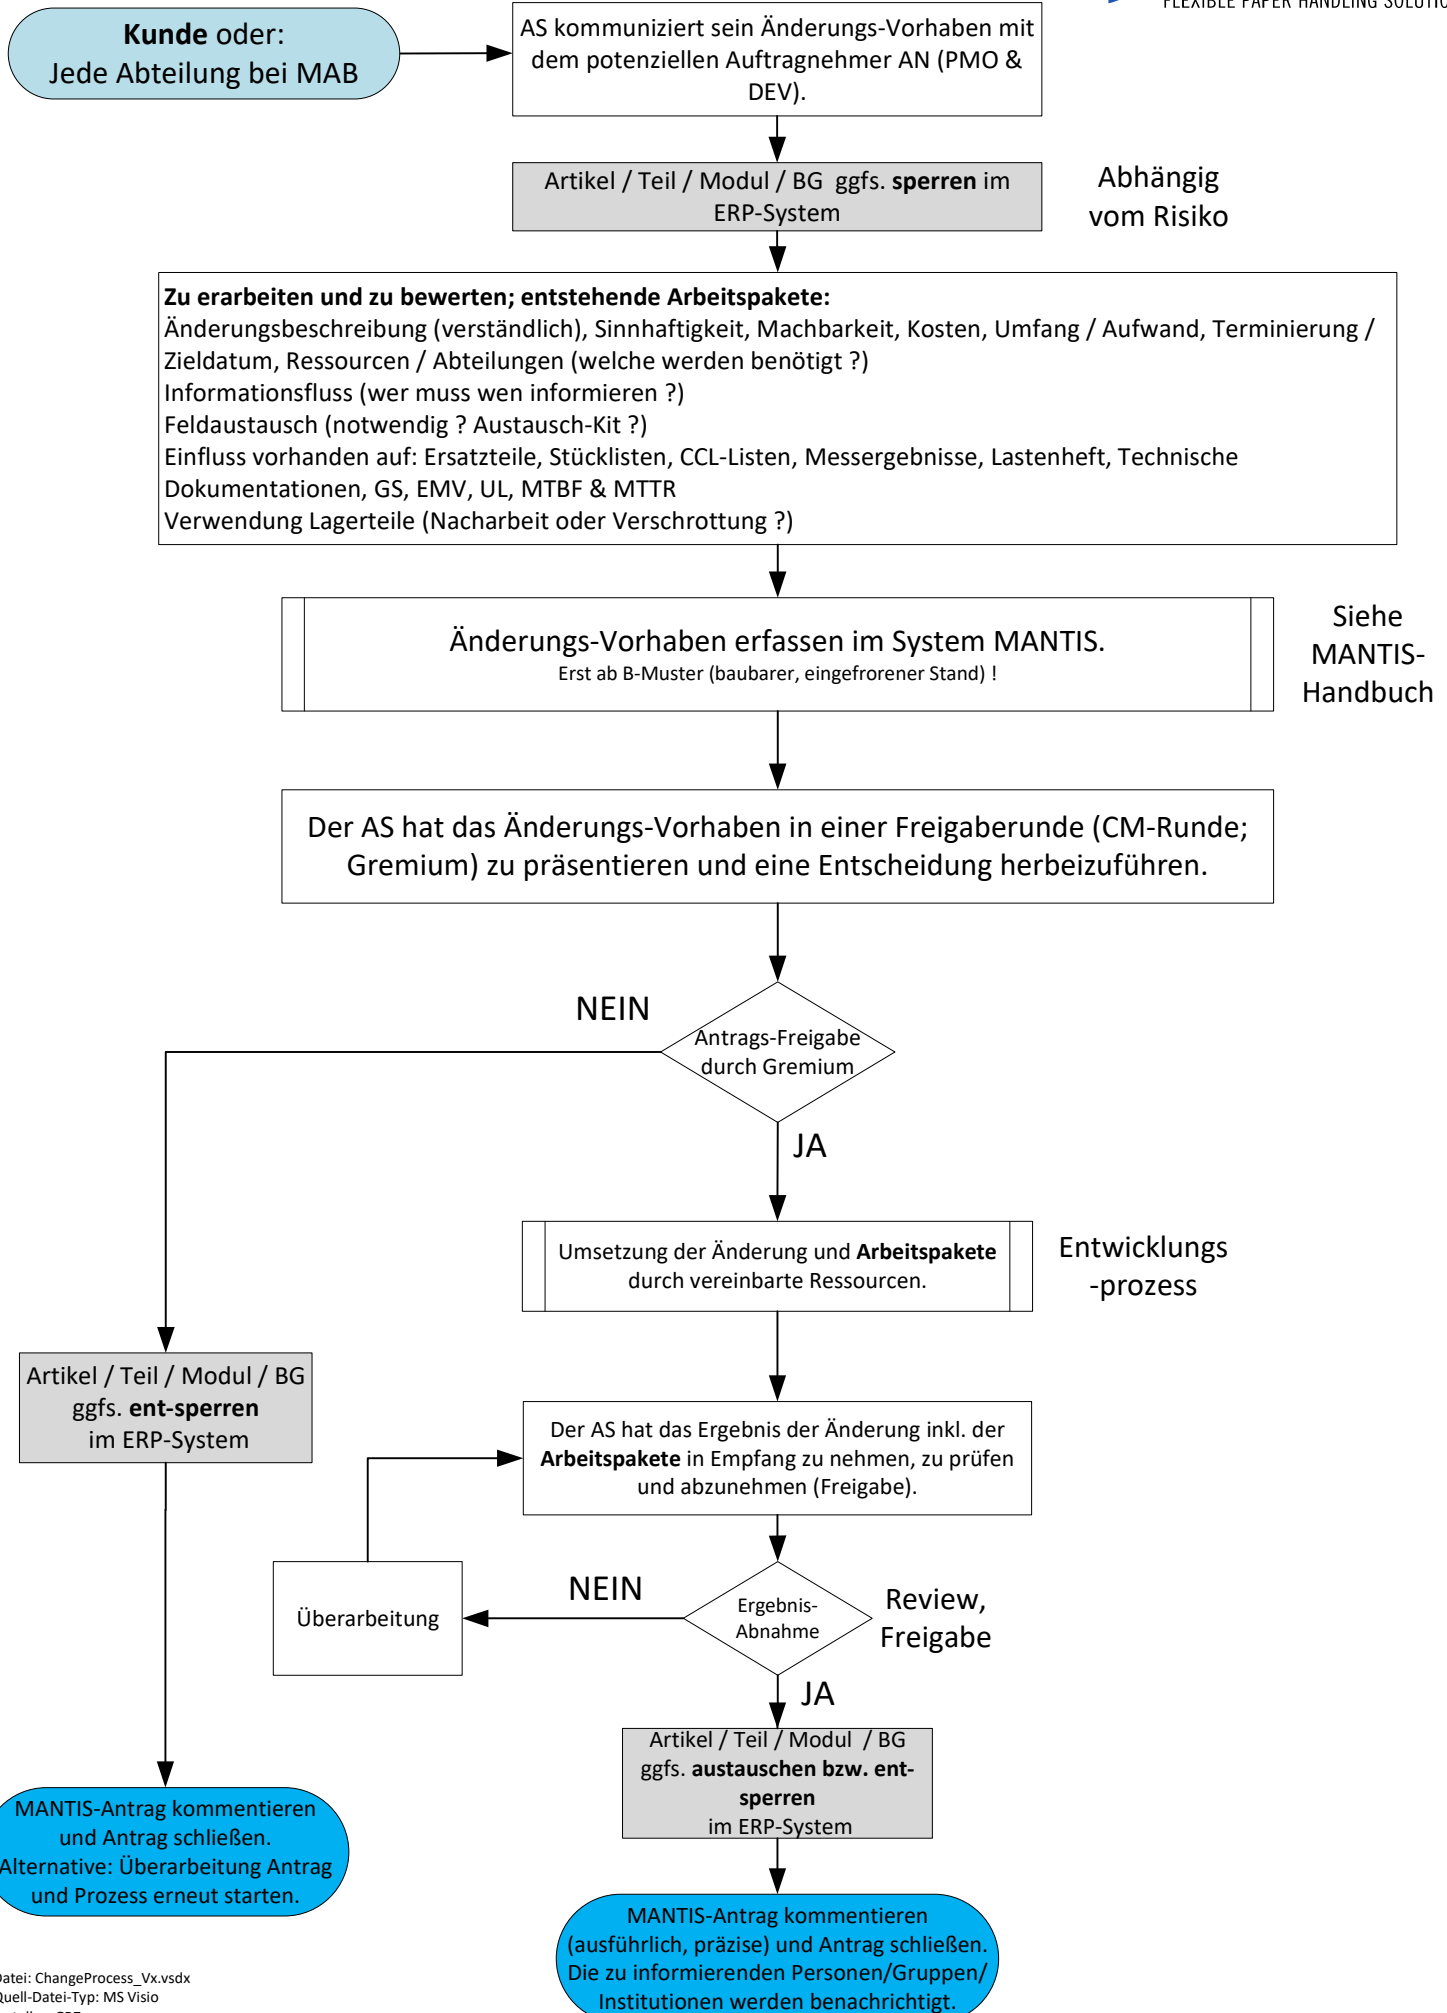 FLEXIBLE PAPER HANDLING SOLUTIO
Kunde oder:
Jede Abteilung bei MAB
AS kommuniziert sein Änderungs-Vorhaben mit
dem potenziellen Auftragnehmer AN (PMO &
DEV).
Artikel / Teil / Modul / BG ggfs. sperren im
ERP-System
Abhängig
vom Risiko
Zu erarbeiten und zu bewerten; entstehende Arbeitspakete:
Änderungsbeschreibung (verständlich), Sinnhaftigkeit, Machbarkeit, Kosten, Umfang / Aufwand, Terminierung /
Zieldatum, Ressourcen / Abteilungen (welche werden benötigt ?)
Informationsfluss (wer muss wen informieren ?)
Feldaustausch (notwendig ? Austausch-Kit ?)
Einfluss vorhanden auf: Ersatzteile, Stücklisten, CCL-Listen, Messergebnisse, Lastenheft, Technische
Dokumentationen, GS, EMV, UL, MTBF & MTTR
Verwendung Lagerteile (Nacharbeit oder Verschrottung ?)
Änderungs-Vorhaben erfassen im System MANTIS.
Erst ab B-Muster (baubarer, eingefrorener Stand) !
Siehe
MANTIS-
Handbuch
Der AS hat das Änderungs-Vorhaben in einer Freigaberunde (CM-Runde;
Gremium) zu präsentieren und eine Entscheidung herbeizuführen.
NEIN
Antrags-Freigabe
durch Gremium
JA
Umsetzung der Änderung und Arbeitspakete
durch vereinbarte Ressourcen.
Entwicklungs
-prozess
Artikel / Teil / Modul / BG
ggfs. ent-sperren
im ERP-System
Der AS hat das Ergebnis der Änderung inkl. der
Arbeitspakete in Empfang zu nehmen, zu prüfen
und abzunehmen (Freigabe).
Überarbeitung
NEIN
Ergebnis-
Abnahme
Review,
Freigabe
JA
Artikel / Teil / Modul / BG
ggfs. austauschen bzw. ent-
sperren
im ERP-System
MANTIS-Antrag kommentieren
und Antrag schließen.
Alternative: Überarbeitung Antrag
und Prozess erneut starten.
MANTIS-Antrag kommentieren
(ausführlich, präzise) und Antrag schließen.
Die zu informierenden Personen/Gruppen/
Institutionen werden benachrichtigt.
Datei: ChangeProcess_Vx.vsdx
Quell-Datei-Typ: MS Visio